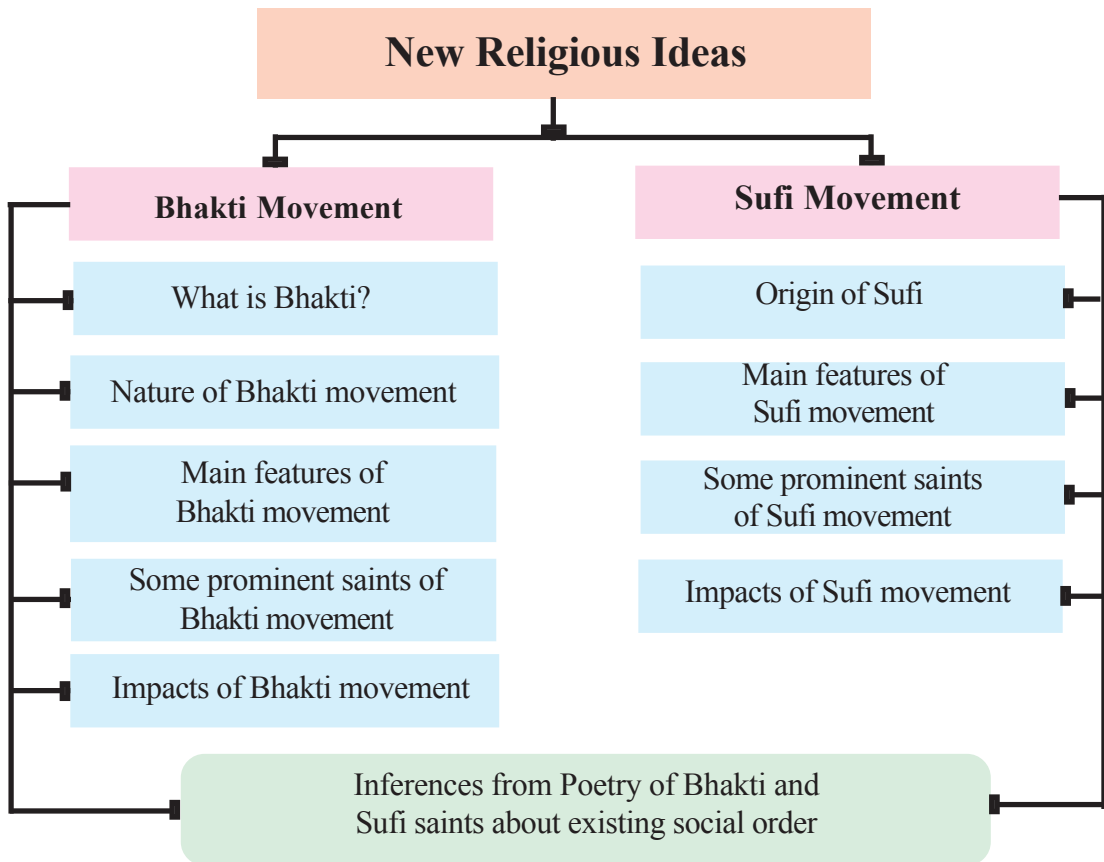 New Religious Ideas
Bhakti Movement
What is Bhakti?
Nature of Bhakti movement
Main features of
Bhakti movement
Some prominent saints of
Bhakti movement
Impacts of Bhakti movement
Sufi Movement
Origin of Sufi
Main features of
Sufi movement
Some prominent saints
of Sufi movement
Impacts of Sufi movement
Inferences from Poetry of Bhakti and
Sufi saints about existing social order